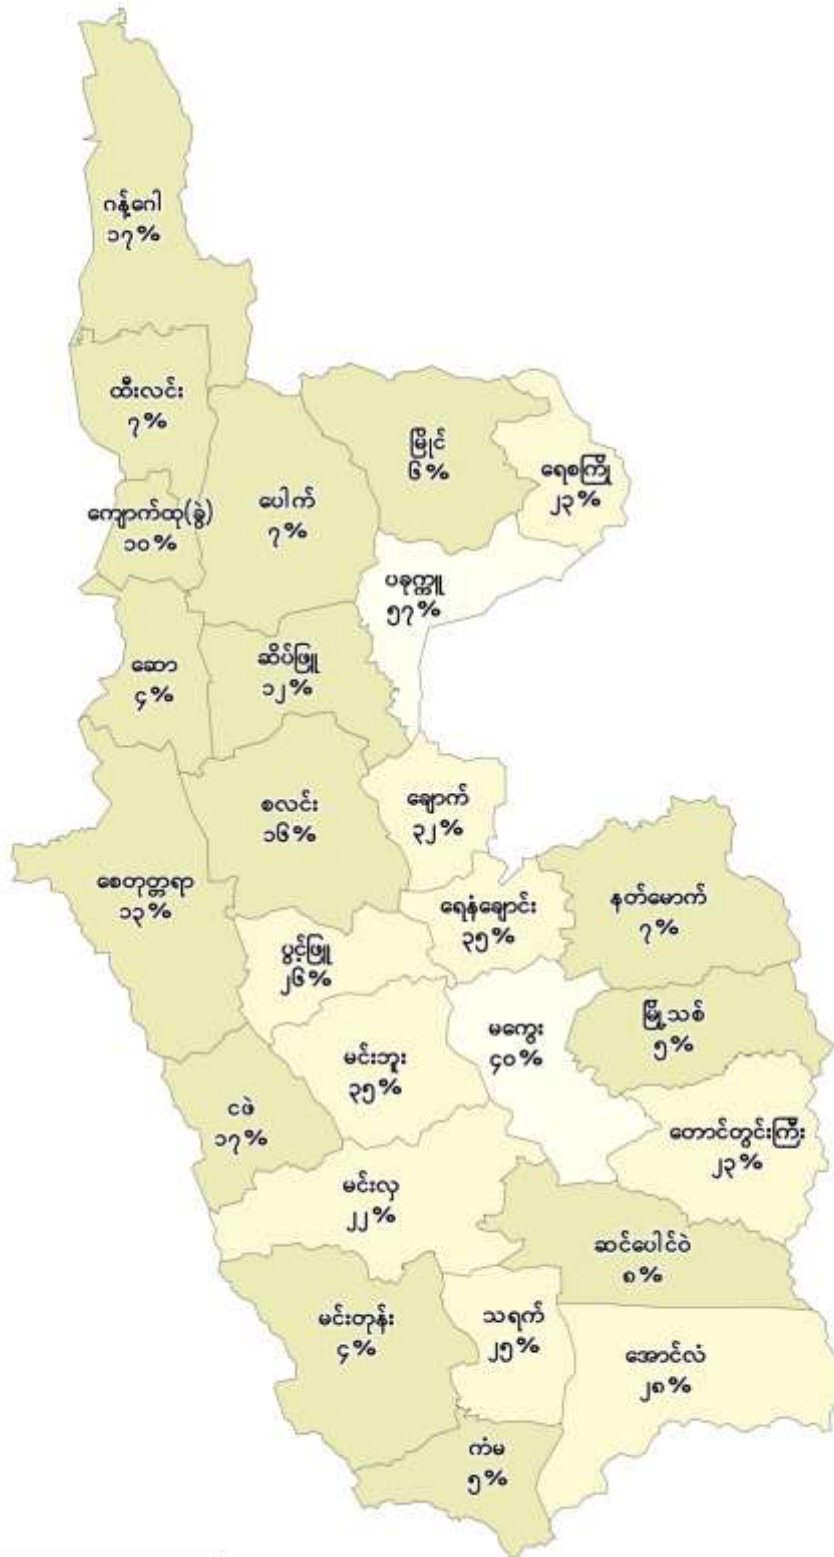 ဂန့်ဂေါ
၁၇%
ထီးလင်း
၇%
မြိုင်
၆%
ရေစကြို
၂၃%
ပေါက်
၇%
ကျောက်ထု(ခွဲ)
၁၀%
ပခုက္ကူ
၅၇%
ဆော
၄%
ဆိပ်ဖြူ
၁၂%
စလင်း
၁၆%
ချောက်
၃၂%
စေတုတ္တရာ
၁၃%
ရေနံချောင်း
၃၅%
နတ်မောက်
၇%
ပွင့်ဖြူ
၂၆%
မကွေး
၄၀%
မြို့သစ်
၅%
မင်းဘူး
၃၅%
ငဖဲ
၁၇%
တောင်တွင်းကြီး
၂၃%
မင်းလှ
၂၂%
ဆင်ပေါင်ဝဲ
၈%
မင်းတုန်း
၄%
သရက်
၂၅%
အောင်လံ
၂၈%
ကံမ
၅%